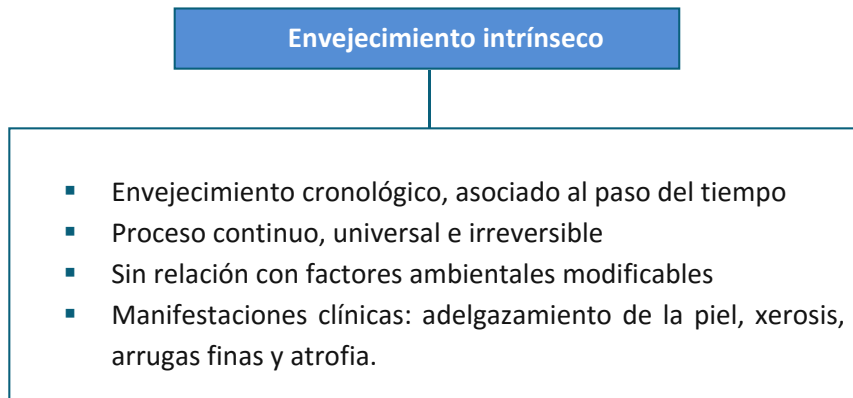 Envejecimiento intrínseco
▪ Envejecimiento cronológico, asociado al paso del tiempo
▪ Proceso continuo, universal e irreversible
▪ Sin relación con factores ambientales modificables
▪ Manifestaciones clínicas: adelgazamiento de la piel, xerosis,
arrugas finas y atrofia.